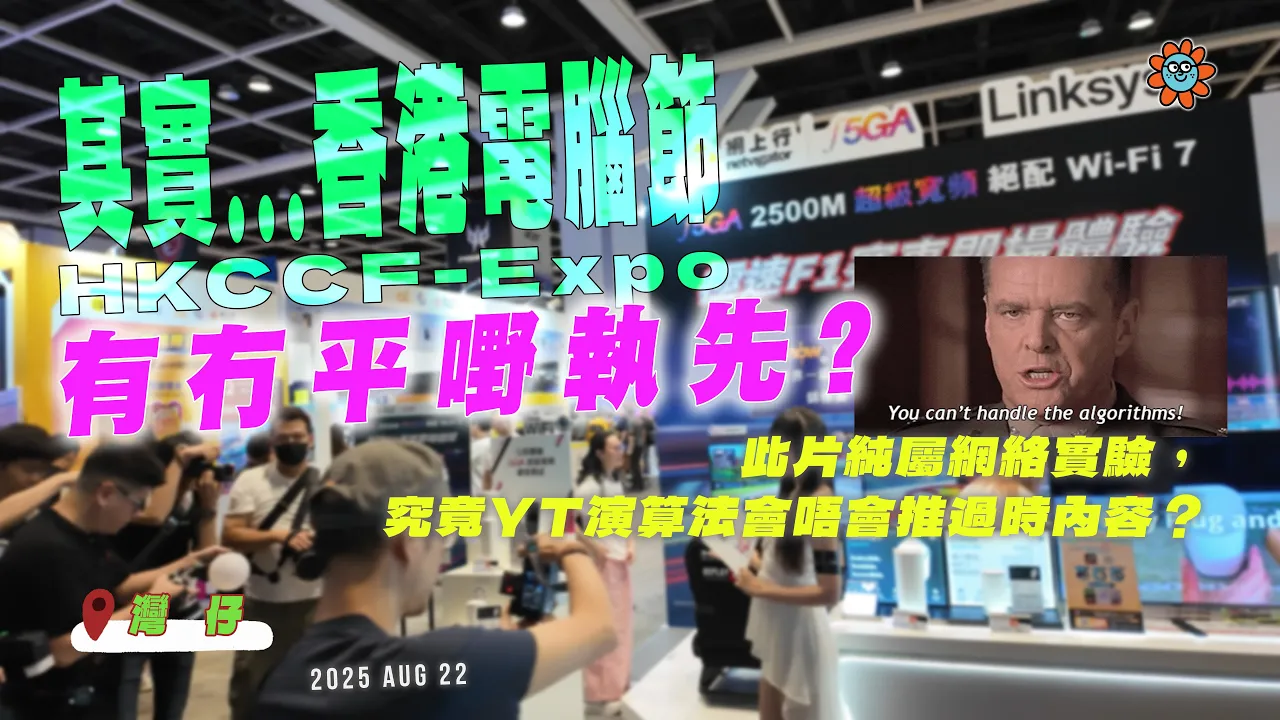 其實...香港電腦節
HKCCF-Expo
有冇平嘢執先?
網上行
netvigator
5GA
Linksys
5GA 2500M 超級寬頻 絕配 Wi-Fi 7
You can't handle the algorithms!
此片純屬網絡實驗，
究竟YT演算法會唔會推過時內容？
灣 仔
2025 AUG 22